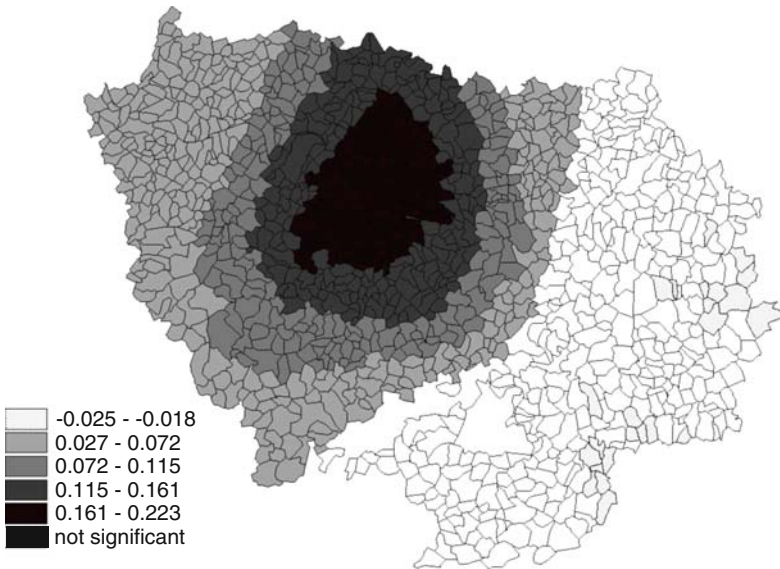 -0.025 - -0.018
0.027 - 0.072
0.072 - 0.115
0.115 - 0.161
0.161 - 0.223
not significant